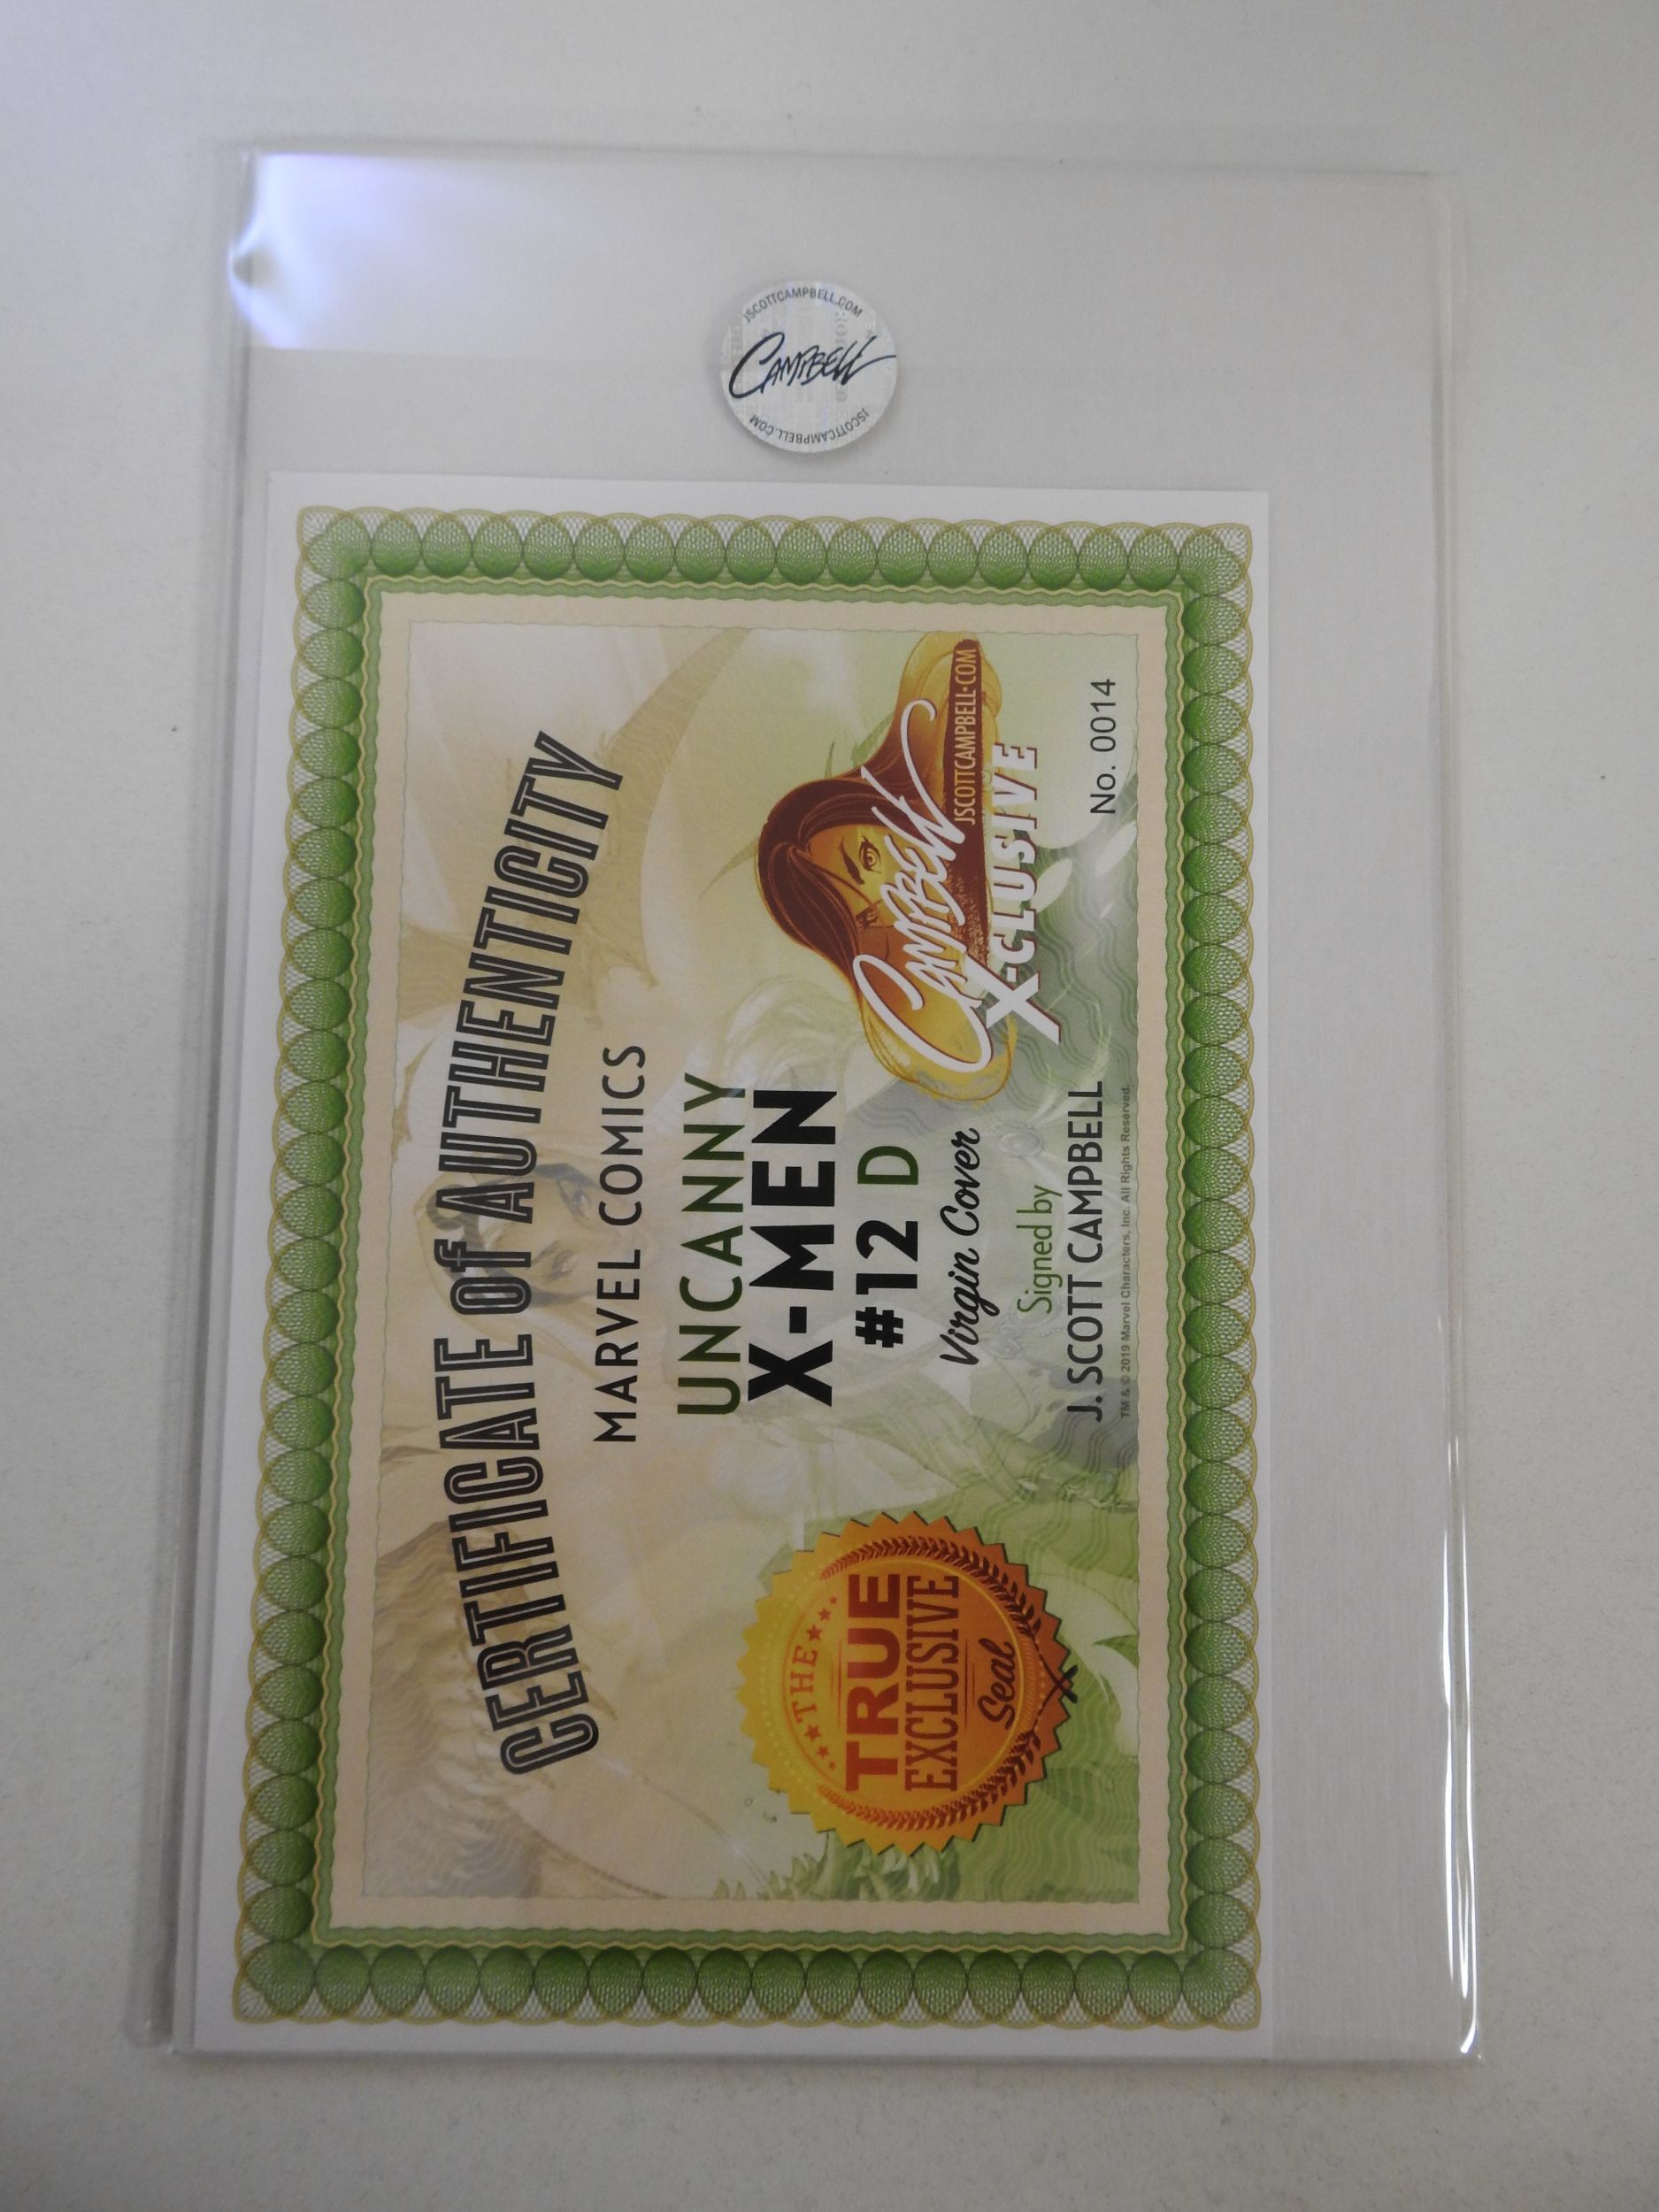 JSCOTTCAMPBELL.COM
CAMPBELL
JSCOTTCAMPBELL.COM
CERTIFICATE of AUTHENTICITY
MARVEL COMICS
UNCANNY
X-MEN
#12 D
Virgin Cover
Signed by
J. SCOTT CAMPBELL
TM & © 2019 Marvel Characters, Inc. All Rights Reserved.
THE
TRUE
EXCLUSIVE
Seal
CAMPBELL
JSCOTTCAMPBELL•COM
X-CLUSIVE
No. 0014